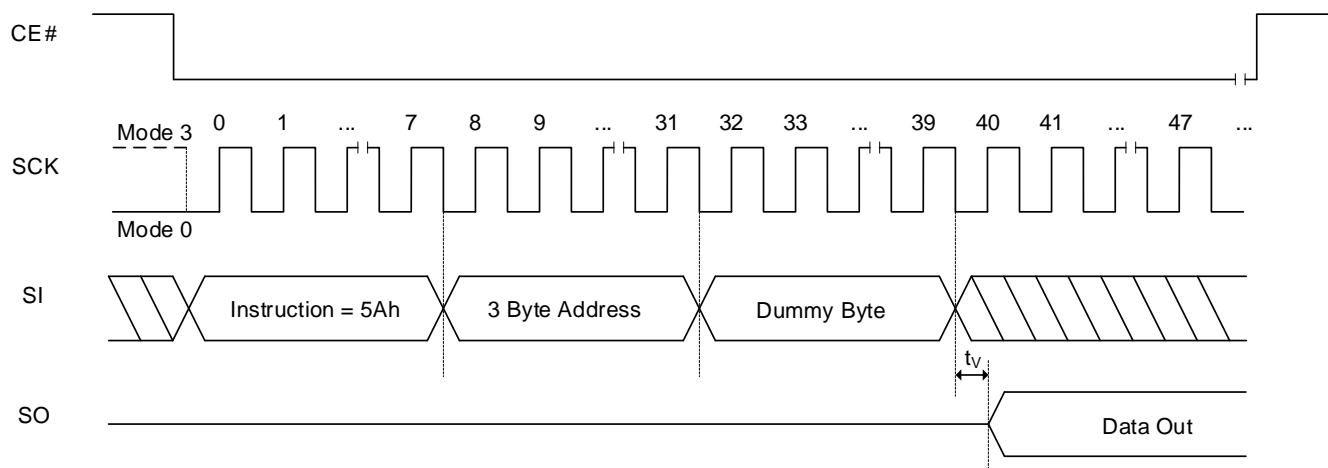 CE#
Mode 3
0 1 ... 7 8 9 ... 31 32 33 ... 39 40 41 ... 47 ...
SCK
Mode 0
SI
Instruction = 5Ah
3 Byte Address
Dummy Byte
tV
SO
Data Out